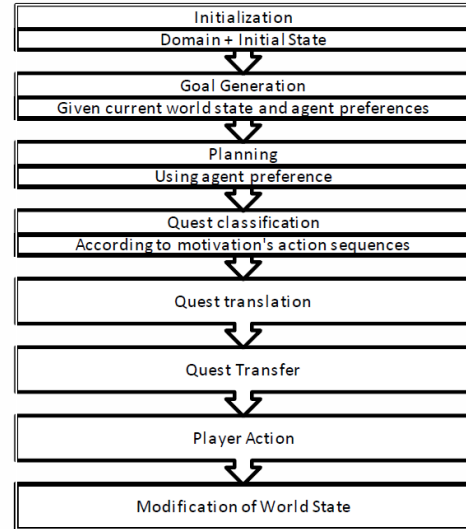 Initialization
Domain + Initial State
Goal Generation
Given current world state and agent preferences
Planning
Using agent preference
Quest classification
According to motivation's action sequences
Quest translation
Quest Transfer
Player Action
Modification of World State